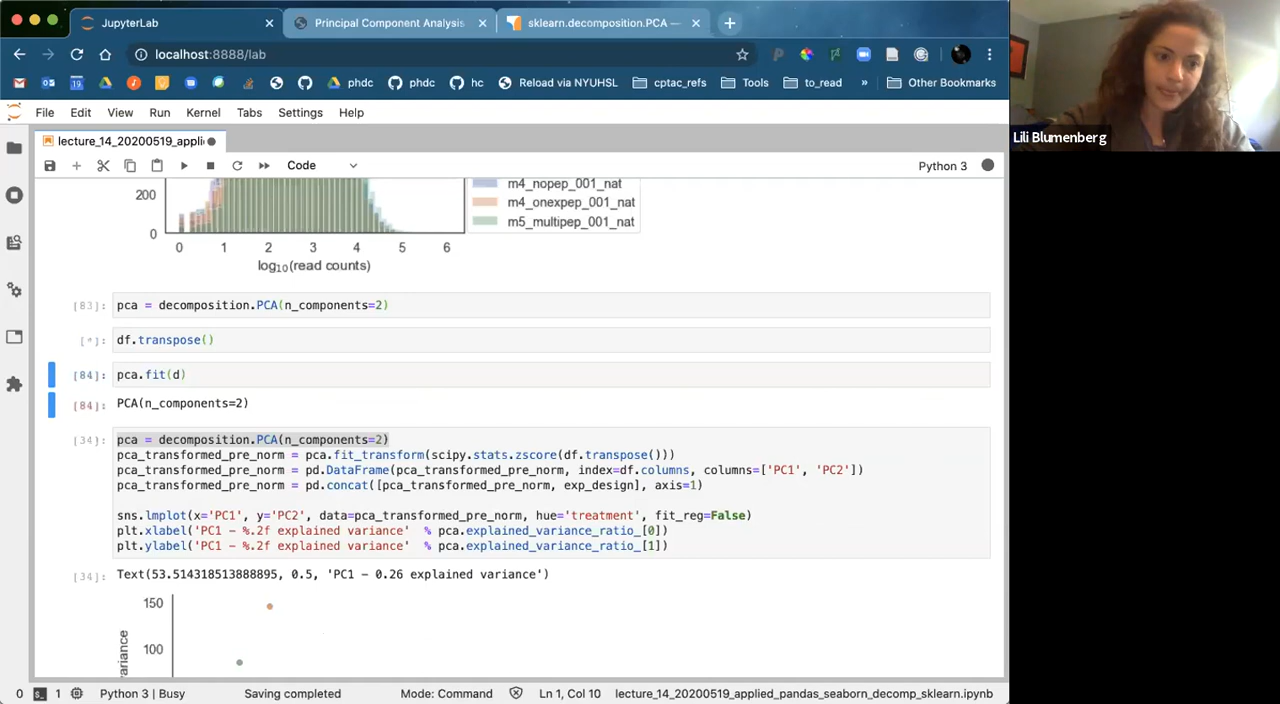 JupyterLab
Principal Component Analysis
sklearn.decomposition.PCA —
localhost:8888/lab
phdc
phdc
hc
Reload via NYUHSL
cptac_refs
Tools
to_read
»
Other Bookmarks
File Edit View Run Kernel Tabs Settings Help
lecture_14_20200519_appli
Code
Python 3
200
0
0 1 2 3 4 5 6
log10(read counts)
m4_nopep_001_nat
m4_onexpep_001_nat
m5_multipep_001_nat
[83]: pca = decomposition.PCA(n_components=2)
[*]: df.transpose()
[84]: pca.fit(d)
[84]: PCA(n_components=2)
[34]: pca = decomposition.PCA(n_components=2)
pca_transformed_pre_norm = pca.fit_transform(scipy.stats.zscore(df.transpose()))
pca_transformed_pre_norm = pd.DataFrame(pca_transformed_pre_norm, index=df.columns, columns=['PC1', 'PC2'])
pca_transformed_pre_norm = pd.concat([pca_transformed_pre_norm, exp_design], axis=1)
sns.lmplot(x='PC1', y='PC2', data=pca_transformed_pre_norm, hue='treatment', fit_reg=False)
plt.xlabel('PC1 - %.2f explained variance' % pca.explained_variance_ratio_[0])
plt.ylabel('PC1 - %.2f explained variance' % pca.explained_variance_ratio_[1])
[34]: Text(53.514318513888895, 0.5, 'PC1 - 0.26 explained variance')
150
100
variance
0 1 Python 3 | Busy Saving completed Mode: Command Ln 1, Col 10 lecture_14_20200519_applied_pandas_seaborn_decomp_sklearn.ipynb
Lili Blumenberg